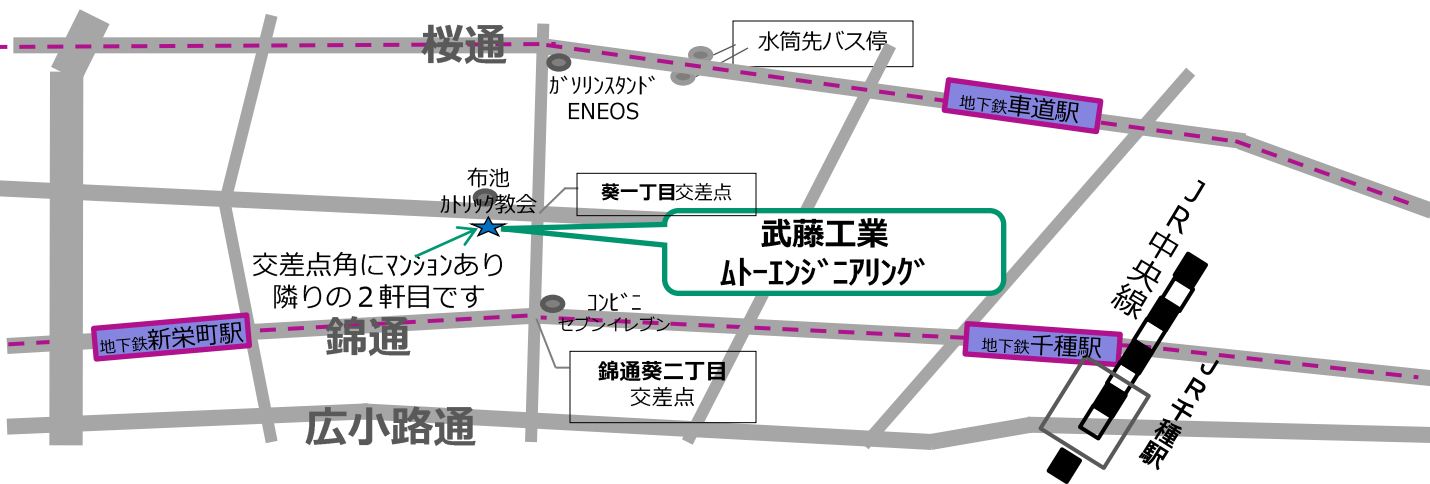 桜通
水筒先バス停
ｶﾞｿﾘﾝｽﾀﾝﾄﾞ
ENEOS
地下鉄車道駅
布池
ｶﾄﾘｯｸ教会
葵一丁目交差点
武藤工業
ﾑﾄｰｴﾝｼﾞﾆｱﾘﾝｸﾞ
交差点角にﾏﾝｼｮﾝあり
隣りの２軒目です
JR中央線
ｺﾝﾋﾞﾆ
セブンイレブン
地下鉄新栄町駅
錦通
地下鉄千種駅
錦通葵二丁目
交差点
JR千種駅
広小路通